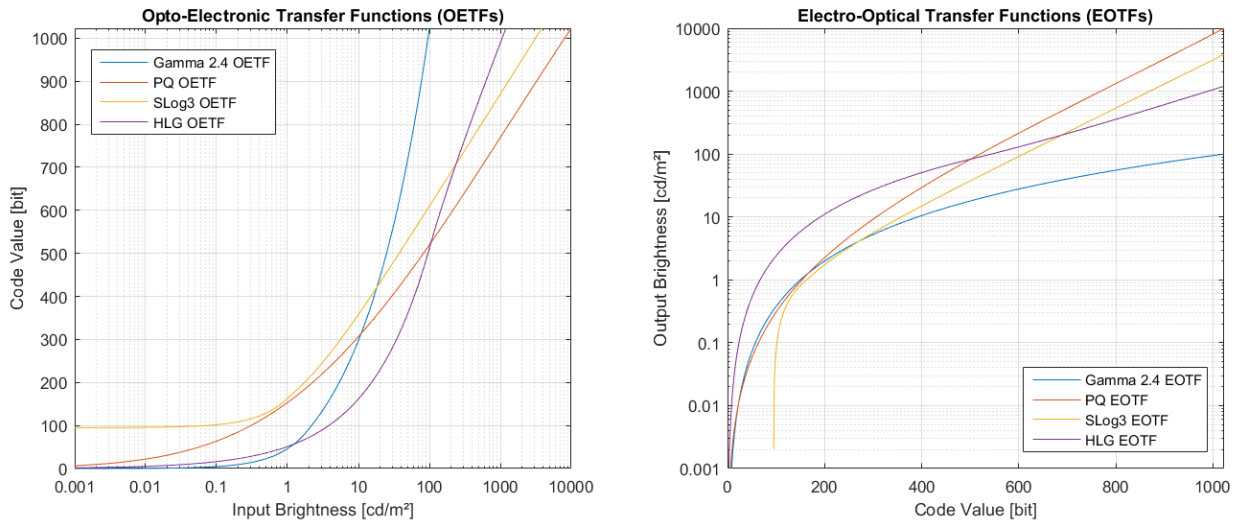 Opto-Electronic Transfer Functions (OETFs)
1000
900
800
700
600
500
400
300
200
100
0
Code Value [bit]
Gamma 2.4 OETF
PQ OETF
SLog3 OETF
HLG OETF
0.001 0.01 0.1 1 10 100 1000 10000
Input Brightness [cd/m²]
Electro-Optical Transfer Functions (EOTFs)
10000
1000
100
10
1
0.1
0.01
0.001
Output Brightness [cd/m²]
Gamma 2.4 EOTF
PQ EOTF
SLog3 EOTF
HLG EOTF
0 200 400 600 800 1000
Code Value [bit]